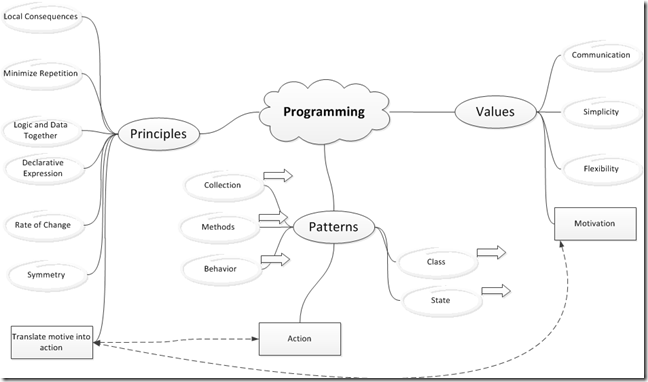 Local Consequences
Minimize Repetition
Logic and Data
Together
Declarative
Expression
Rate of Change
Symmetry
Translate motive into
action
Principles
Programming
Collection
Methods
Behavior
Patterns
Class
State
Action
Values
Communication
Simplicity
Flexibility
Motivation